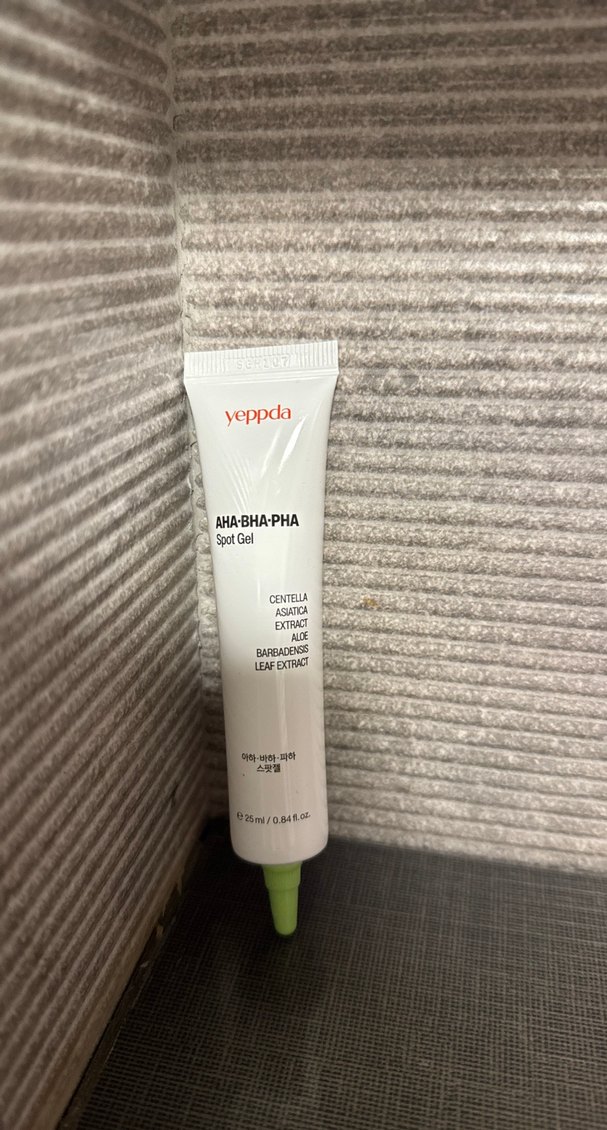 yeppda
AHA·BHA·PHA
Spot Gel
CENTELLA
ASIATICA
EXTRACT
ALOE
BARBADENSIS
LEAF EXTRACT
아하·바하·파하
스팟젤
℮ 25 ml / 0.84 fl. oz.